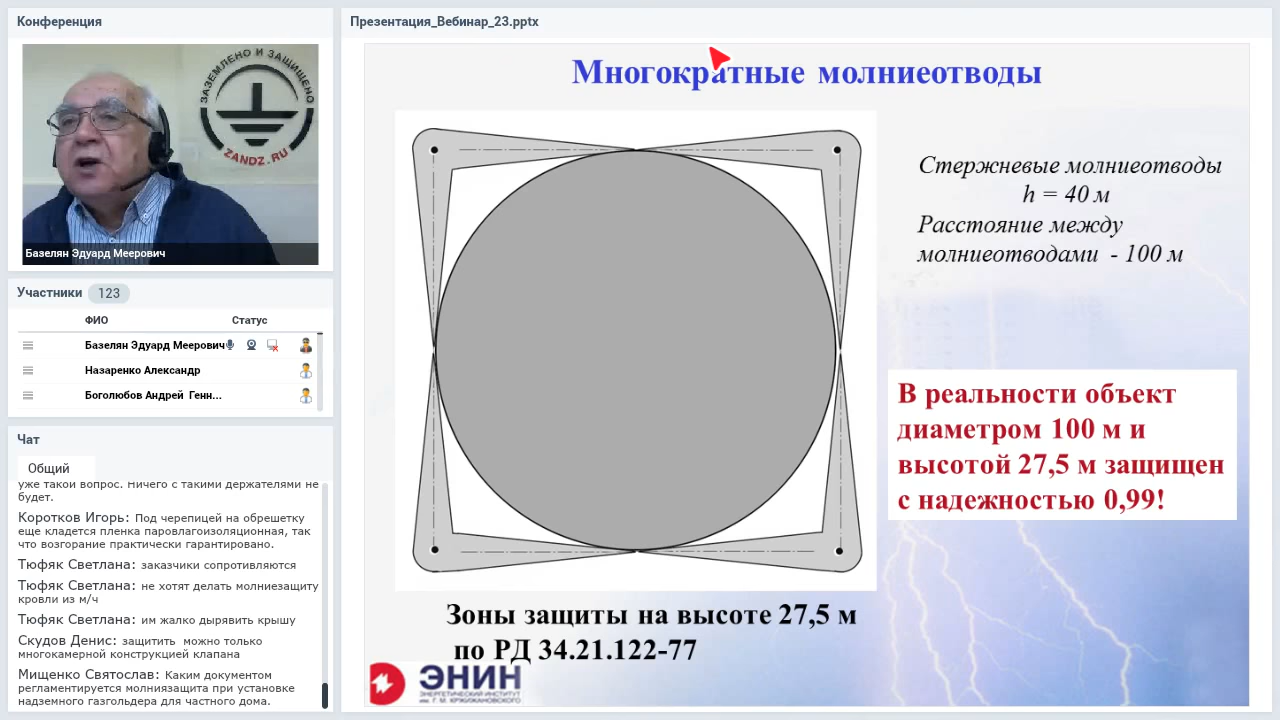 Конференция
ЗАЗЕМЛЕНО И ЗАЩИЩЕНО
ZANDZ.RU
Базелян Эдуард Меерович
Участники 123
ФИО Статус
Базелян Эдуард Меерович
Назаренко Александр
Боголюбов Андрей Генн...
Чат
Общий
уже такой вопрос. Ничего с такими держателями не
будет.
Коротков Игорь: Под черепицей на обрешетку
еще кладется пленка паровлагоизоляционная, так
что возгорание практически гарантировано.
Тюфяк Светлана: заказчики сопротивляются
Тюфяк Светлана: не хотят делать молниезащиту
кровли из м/ч
Тюфяк Светлана: им жалко дырявить крышу
Скудов Денис: защитить можно только
многокамерной конструкцией клапана
Мищенко Святослав: Каким документом
регламентируется молниязащита при установке
надземного газгольдера для частного дома.
Презентация_Вебинар_23.pptx
Многократные молниеотводы
Стержневые молниеотводы
h = 40 м
Расстояние между
молниеотводами - 100 м
В реальности объект
диаметром 100 м и
высотой 27,5 м защищен
с надежностью 0,99!
Зоны защиты на высоте 27,5 м
по РД 34.21.122-77
ЭНИН
ЭНЕРГЕТИЧЕСКИЙ ИНСТИТУТ
им. Г. М. КРЖИЖАНОВСКОГО